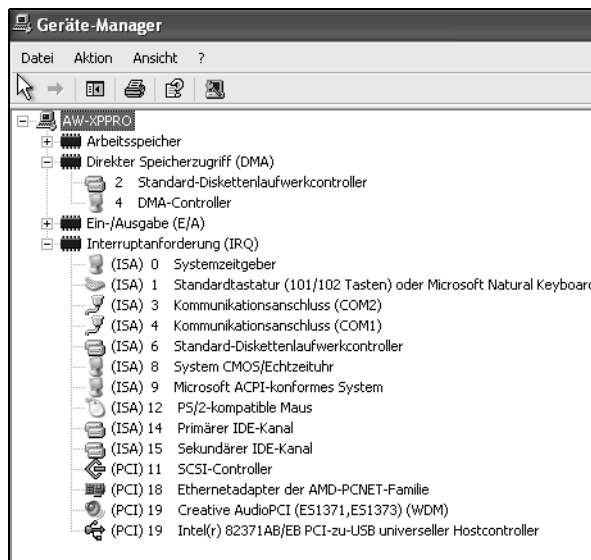 Geräte-Manager
Datei Aktion Ansicht ?
AW-XPPRO
Arbeitsspeicher
Direkter Speicherzugriff (DMA)
2 Standard-Diskettenlaufwerkcontroller
4 DMA-Controller
Ein-/Ausgabe (E/A)
Interruptanforderung (IRQ)
(ISA) 0 Systemzeitgeber
(ISA) 1 Standardtastatur (101/102 Tasten) oder Microsoft Natural Keyboard
(ISA) 3 Kommunikationsanschluss (COM2)
(ISA) 4 Kommunikationsanschluss (COM1)
(ISA) 6 Standard-Diskettenlaufwerkcontroller
(ISA) 8 System CMOS/Echtzeituhr
(ISA) 9 Microsoft ACPI-konformes System
(ISA) 12 PS/2-kompatible Maus
(ISA) 14 Primärer IDE-Kanal
(ISA) 15 Sekundärer IDE-Kanal
(PCI) 11 SCSI-Controller
(PCI) 18 Ethernetadapter der AMD-PCNET-Familie
(PCI) 19 Creative AudioPCI (ES1371,ES1373) (WDM)
(PCI) 19 Intel(r) 82371AB/EB PCI-zu-USB universeller Hostcontroller